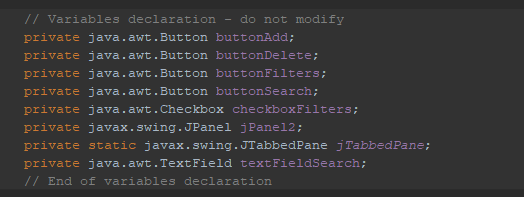 // Variables declaration - do not modify
private java.awt.Button buttonAdd;
private java.awt.Button buttonDelete;
private java.awt.Button buttonFilters;
private java.awt.Button buttonSearch;
private java.awt.Checkbox checkboxFilters;
private javax.swing.JPanel jPanel2;
private static javax.swing.JTabbedPane jTabbedPane;
private java.awt.TextField textFieldSearch;
// End of variables declaration